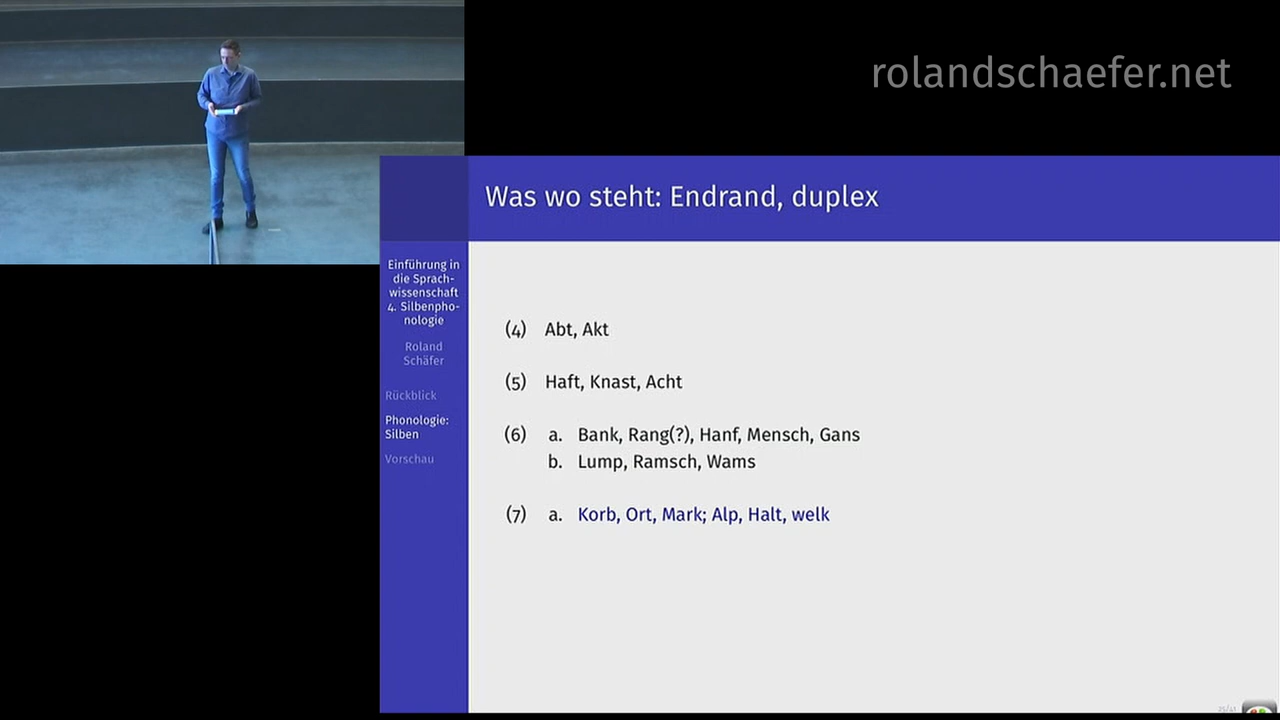 rolandschaefer.net
Was wo steht: Endrand, duplex
Einführung in
die Sprach-
wissenschaft
4. Silbenpho-
nologie
Roland
Schäfer
Rückblick
Phonologie:
Silben
Vorschau
(4) Abt, Akt
(5) Haft, Knast, Acht
(6) a. Bank, Rang(?), Hanf, Mensch, Gans
b. Lump, Ramsch, Wams
(7) a. Korb, Ort, Mark; Alp, Halt, welk